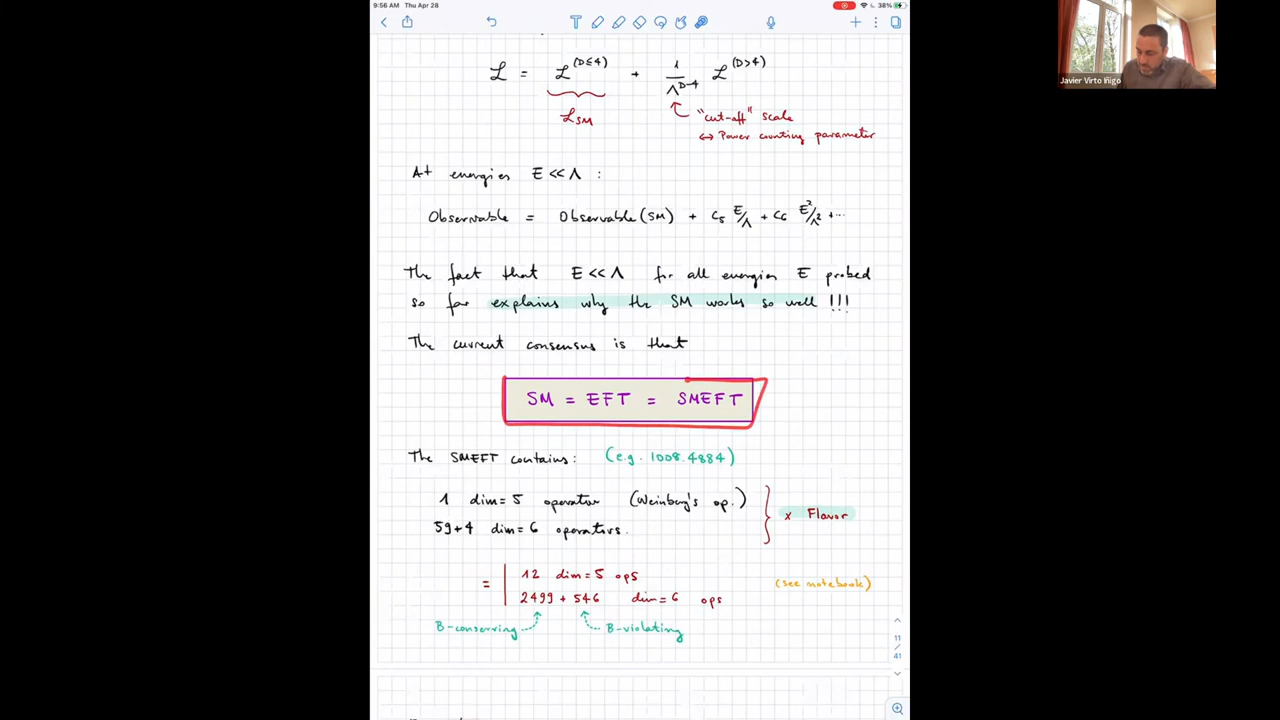 9:56 AM Thu Apr 28
38%
Javier Virto Iñigo
ℒ = ℒ^(D≤4) + 1/Λ^D-4 ℒ^(D>4)
ℒSM
"cut-off" scale
↔ Power counting parameter
At energies E << Λ :
Observable = Observable (SM) + C5 E/Λ + C6 E²/Λ² + ...
The fact that E << Λ for all energies E probed
so far explains why the SM works so well !!!
The current consensus is that
SM = EFT = SMEFT
The SMEFT contains: (e.g. 1008.4884)
1 dim=5 operator (Weinberg's op.)
59+4 dim=6 operators.
x Flavor
= 12 dim=5 ops
2499 + 546 dim=6 ops
(see notebook)
B-conserving
B-violating
11
/
41